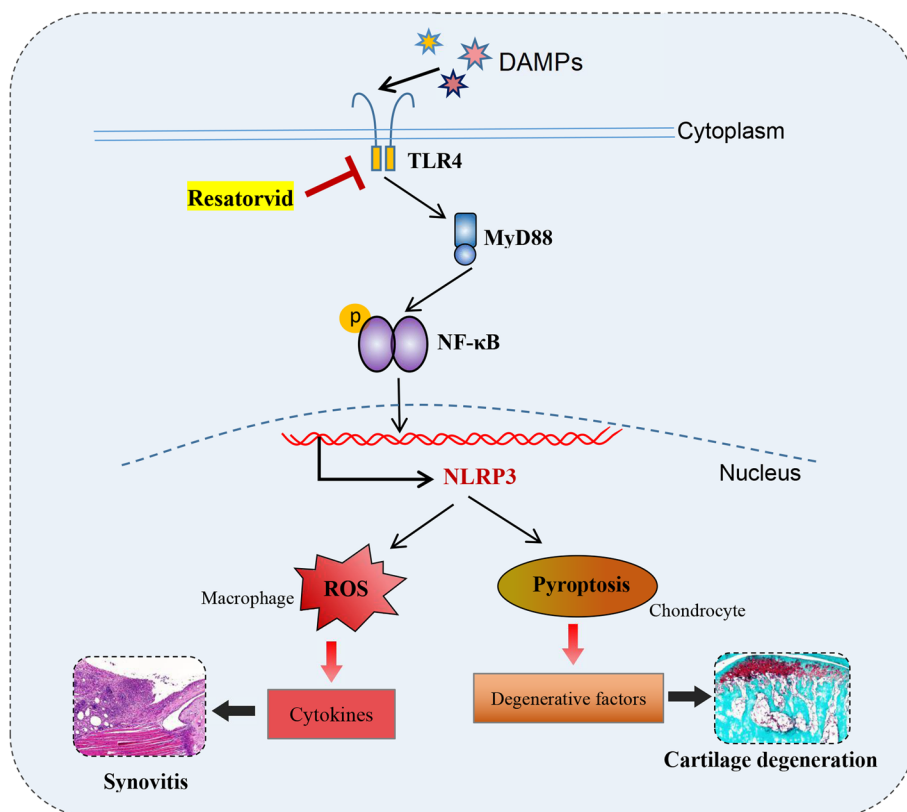 DAMPs
Cytoplasm
TLR4
Resatorvid
MyD88
p
NF-κB
Nucleus
NLRP3
ROS
Macrophage
Pyroptosis
Chondrocyte
Cytokines
Degenerative factors
Synovitis
Cartilage degeneration